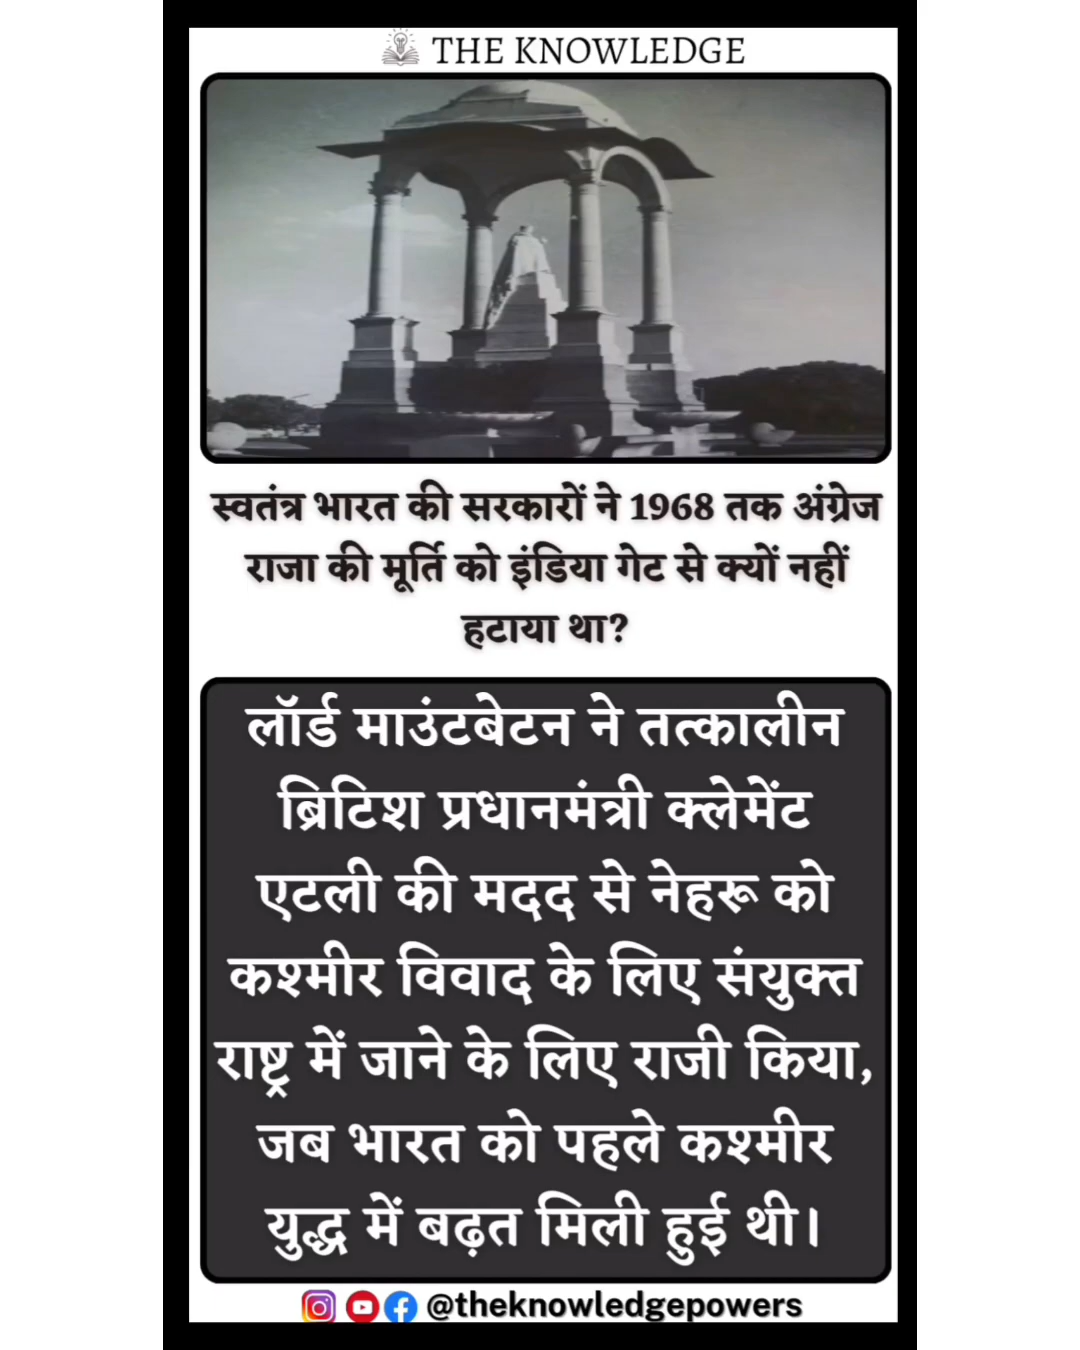 THE KNOWLEDGE
स्वतंत्र भारत की सरकारों ने 1968 तक अंग्रेज
राजा की मूर्ति को इंडिया गेट से क्यों नहीं
हटाया था?
लॉर्ड माउंटबेटन ने तत्कालीन
ब्रिटिश प्रधानमंत्री क्लेमेंट
एटली की मदद से नेहरू को
कश्मीर विवाद के लिए संयुक्त
राष्ट्र में जाने के लिए राजी किया,
जब भारत को पहले कश्मीर
युद्ध में बढ़त मिली हुई थी।
@theknowledgepowers